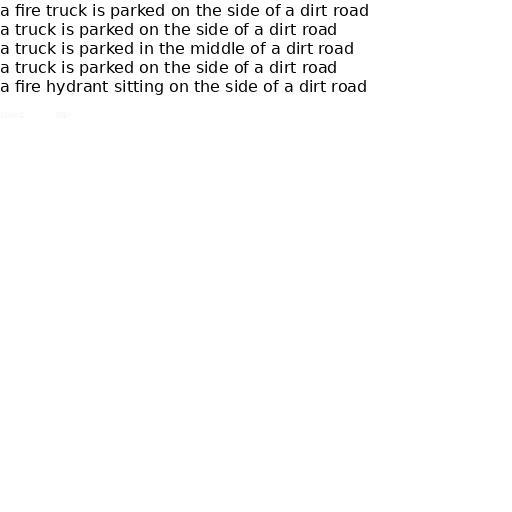 a fire truck is parked on the side of a dirt road
a truck is parked on the side of a dirt road
a truck is parked in the middle of a dirt road
a truck is parked on the side of a dirt road
a fire hydrant sitting on the side of a dirt road